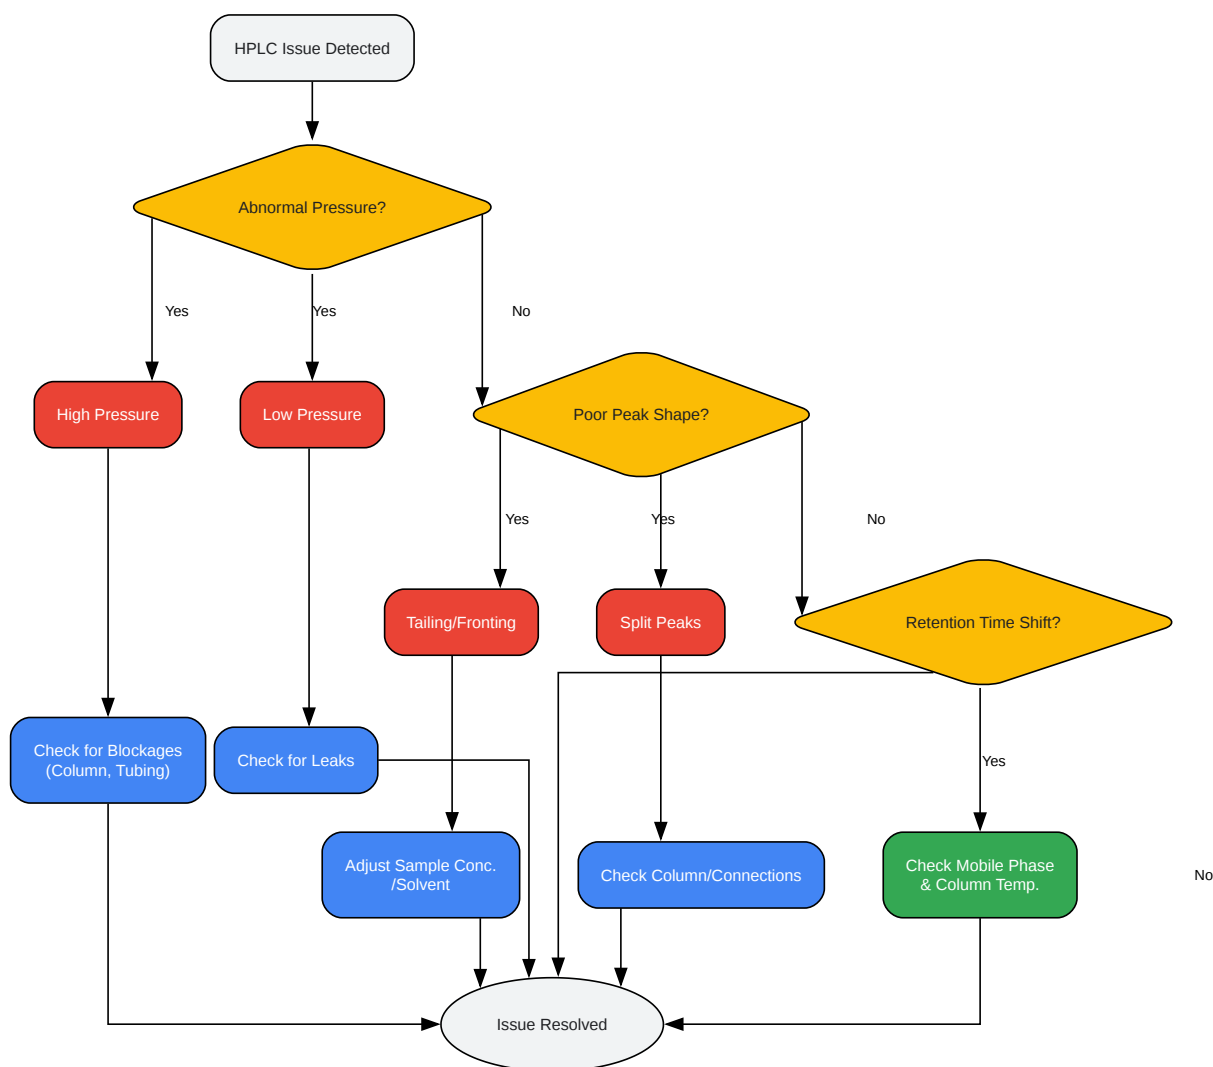 HPLC Issue Detected
Abnormal Pressure?
Yes
Yes
No
High Pressure
Low Pressure
Poor Peak Shape?
Yes
Yes
No
Tailing/Fronting
Split Peaks
Retention Time Shift?
Check for Blockages
(Column, Tubing)
Check for Leaks
Yes
Adjust Sample Conc.
/Solvent
Check Column/Connections
Check Mobile Phase
& Column Temp.
No
Issue Resolved